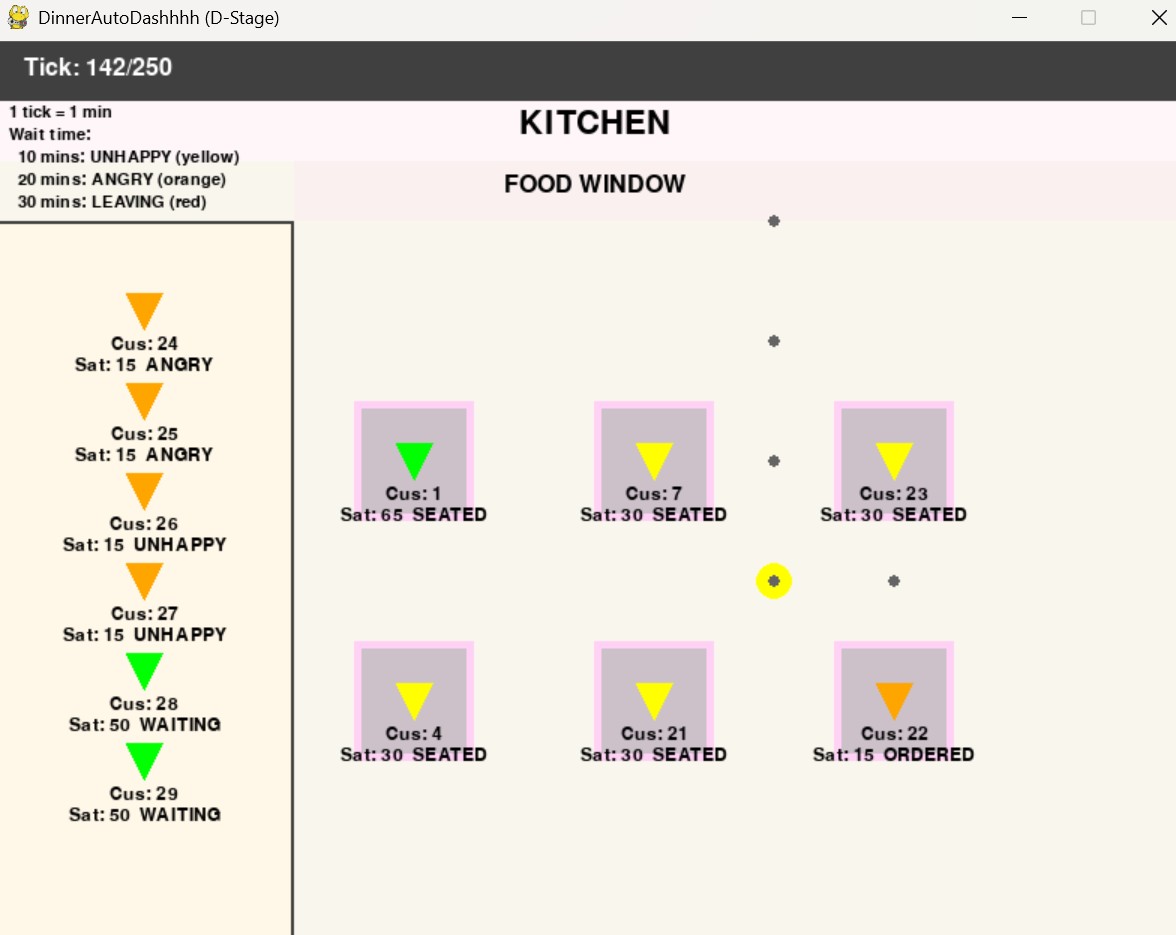 DinnerAutoDashhhh (D-Stage)
Tick: 142/250
1 tick = 1 min
Wait time:
10 mins: UNHAPPY (yellow)
20 mins: ANGRY (orange)
30 mins: LEAVING (red)
KITCHEN
FOOD WINDOW
Cus: 24
Sat: 15 ANGRY
Cus: 25
Sat: 15 ANGRY
Cus: 26
Sat: 15 UNHAPPY
Cus: 27
Sat: 15 UNHAPPY
Cus: 28
Sat: 50 WAITING
Cus: 29
Sat: 50 WAITING
Cus: 1
Sat: 65 SEATED
Cus: 7
Sat: 30 SEATED
Cus: 23
Sat: 30 SEATED
Cus: 4
Sat: 30 SEATED
Cus: 21
Sat: 30 SEATED
Cus: 22
Sat: 15 ORDERED